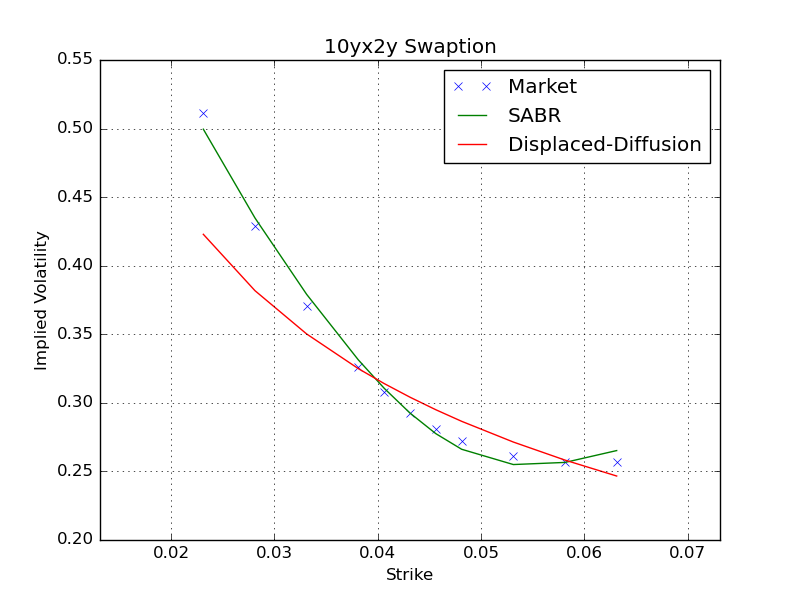 10yx2y Swaption
0.55
0.50
0.45
0.40
0.35
0.30
0.25
0.20
Implied Volatility
Market
SABR
Displaced-Diffusion
0.02 0.03 0.04 0.05 0.06 0.07
Strike